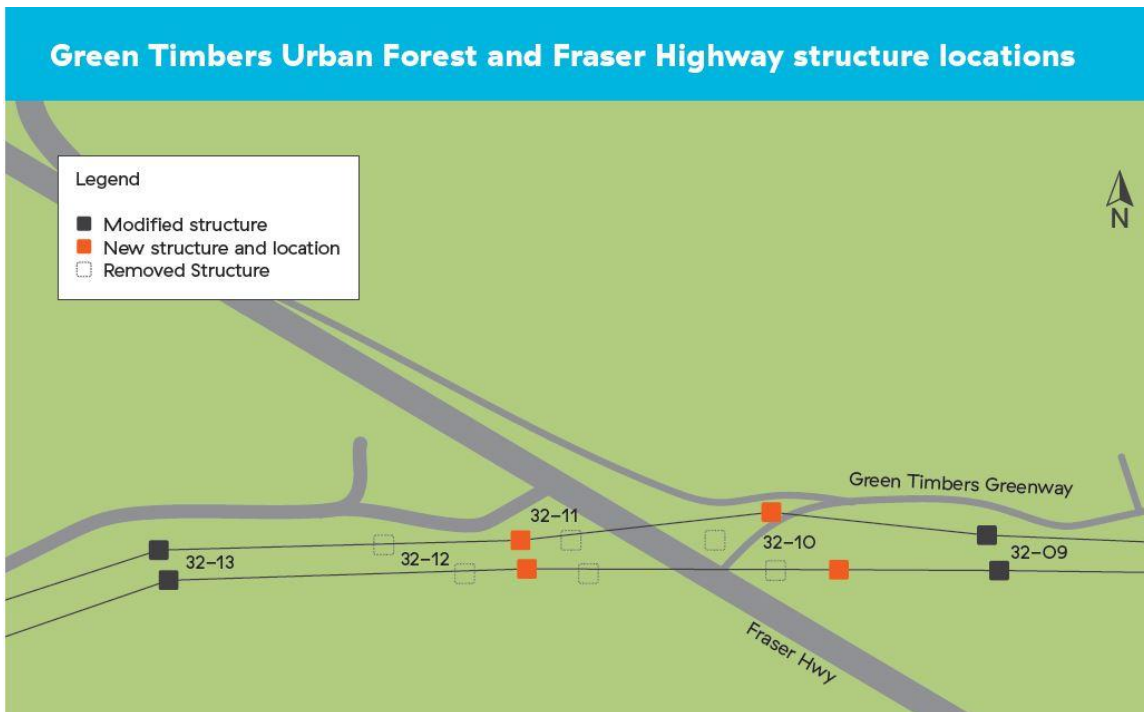 Green Timbers Urban Forest and Fraser Highway structure locations
Legend
Modified structure
New structure and location
Removed Structure
N
Green Timbers Greenway
32-11
32-10
32-09
32-12
32-13
Fraser Hwy